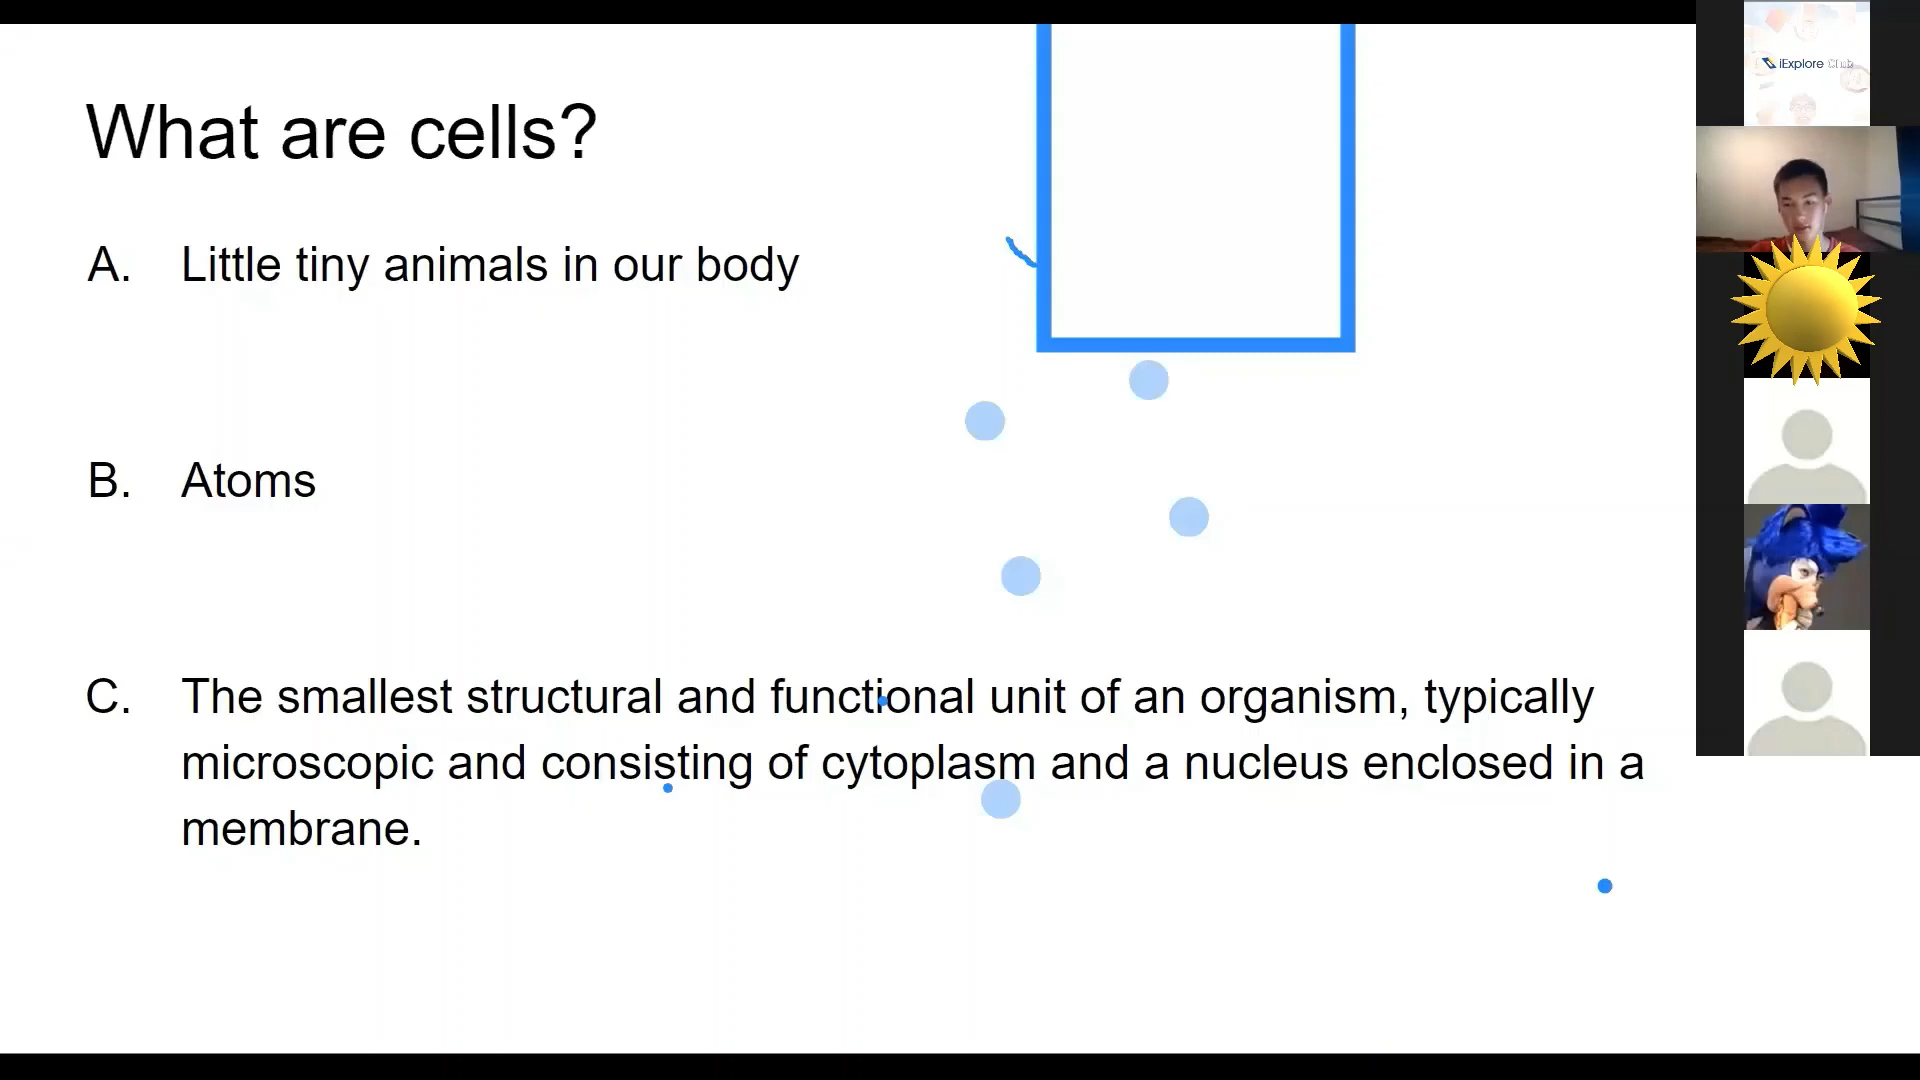 What are cells?
A. Little tiny animals in our body
B. Atoms
C. The smallest structural and functional unit of an organism, typically
microscopic and consisting of cytoplasm and a nucleus enclosed in a
membrane.
iExplore Club